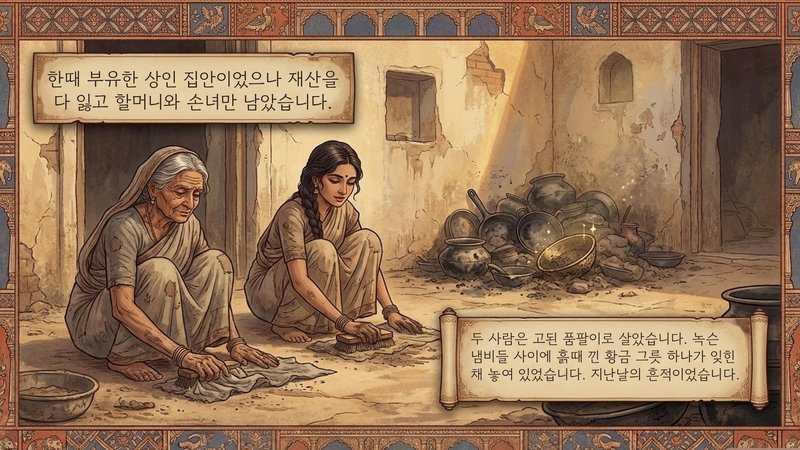 한때 부유한 상인 집안이었으나 재산을
다 잃고 할머니와 손녀만 남았습니다.
두 사람은 고된 품팔이로 살았습니다. 녹슨
냄비들 사이에 흙때 낀 황금 그릇 하나가 잊힌
채 놓여 있었습니다. 지난날의 흔적이었습니다.